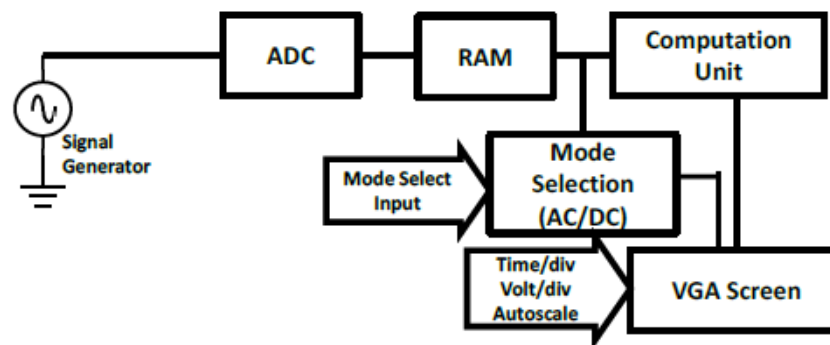 ADC
RAM
Computation
Unit
Signal
Generator
Mode Select
Input
Mode
Selection
(AC/DC)
Time/div
Volt/div
Autoscale
VGA Screen